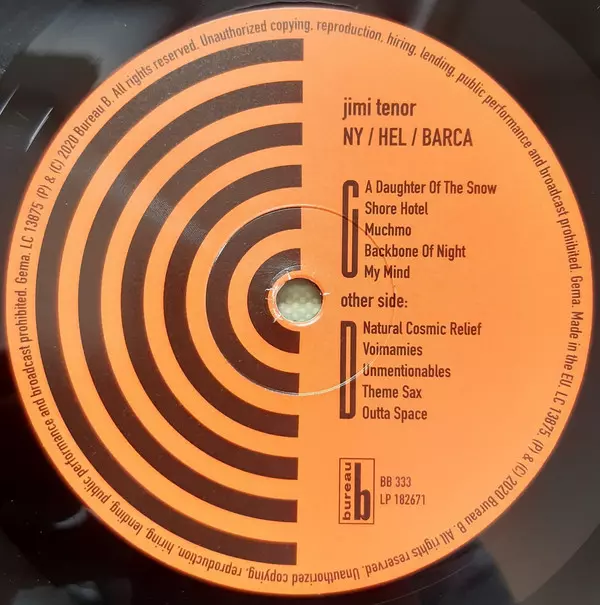 Unauthorized copying, reproduction, hiring, lending, public performance and broadcast prohibited. Gema. Made in the EU. LC 13875 (P) & (C) 2020 Bureau B. All rights reserved. Unauthorized copying, reproduction, hiring, lending, public performance and broadcast prohibited. Gema. LC 13875 (P) & (C) 2020 Bureau B. All rights reserved.
jimi tenor
NY / HEL / BARCA
C
A Daughter Of The Snow
Shore Hotel
Muchmo
Backbone Of Night
My Mind
other side:
D
Natural Cosmic Relief
Voimamies
Unmentionables
Theme Sax
Outta Space
bureau b
BB 333
LP 182671